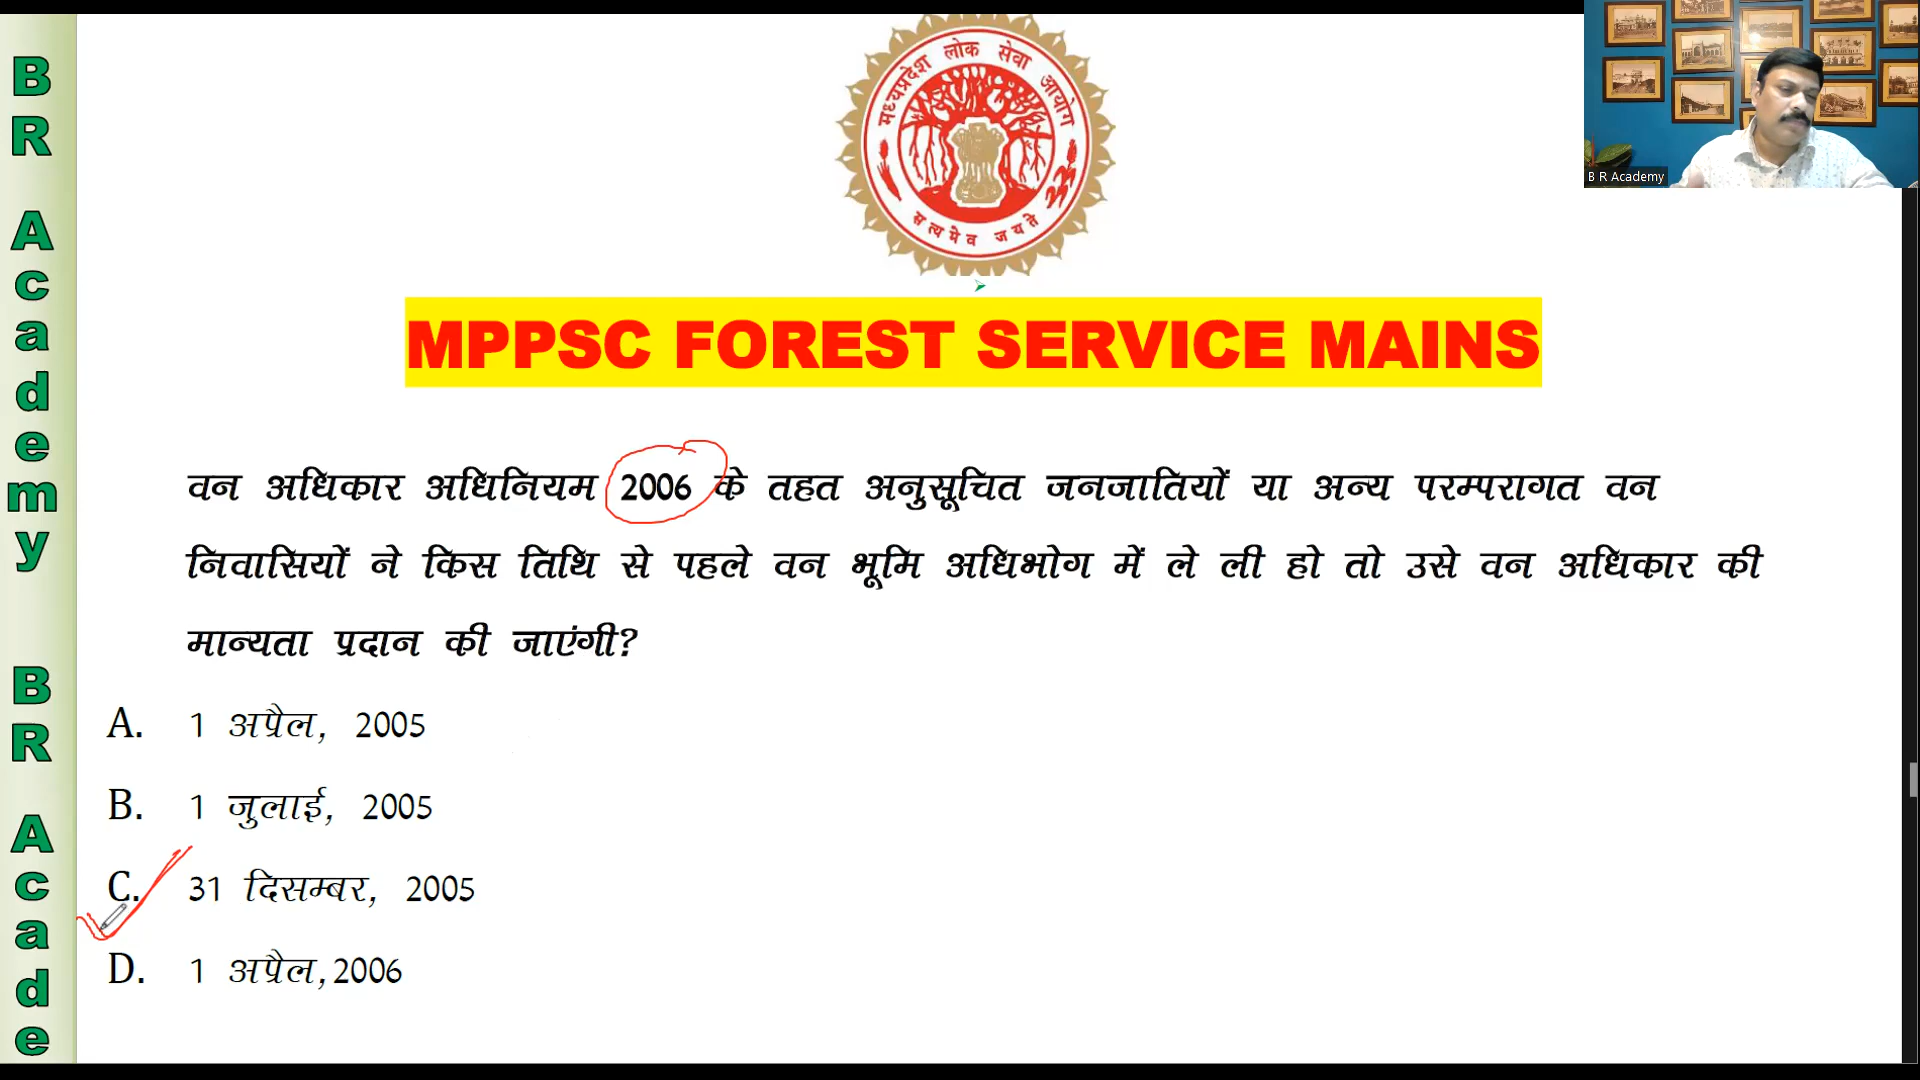 मध्यप्रदेश लोक सेवा आयोग
सत्यमेव जयते
B R Academy
MPPSC FOREST SERVICE MAINS
वन अधिकार अधिनियम 2006 के तहत अनुसूचित जनजातियों या अन्य परम्परागत वन
निवासियों ने किस तिथि से पहले वन भूमि अधिभोग में ले ली हो तो उसे वन अधिकार की
मान्यता प्रदान की जाएंगी?
A. 1 अप्रैल, 2005
B. 1 जुलाई, 2005
C. 31 दिसम्बर, 2005
D. 1 अप्रैल,2006
B R Academy B R Acade